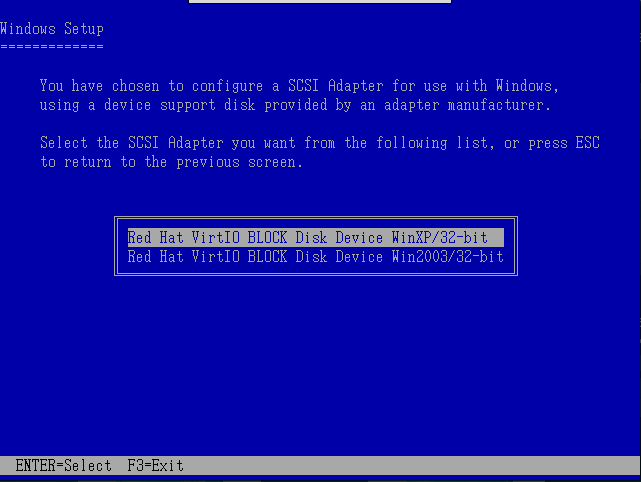 Windows Setup
=============
You have chosen to configure a SCSI Adapter for use with Windows,
using a device support disk provided by an adapter manufacturer.
Select the SCSI Adapter you want from the following list, or press ESC
to return to the previous screen.
Red Hat VirtIO BLOCK Disk Device WinXP/32-bit
Red Hat VirtIO BLOCK Disk Device Win2003/32-bit
ENTER=Select  F3=Exit